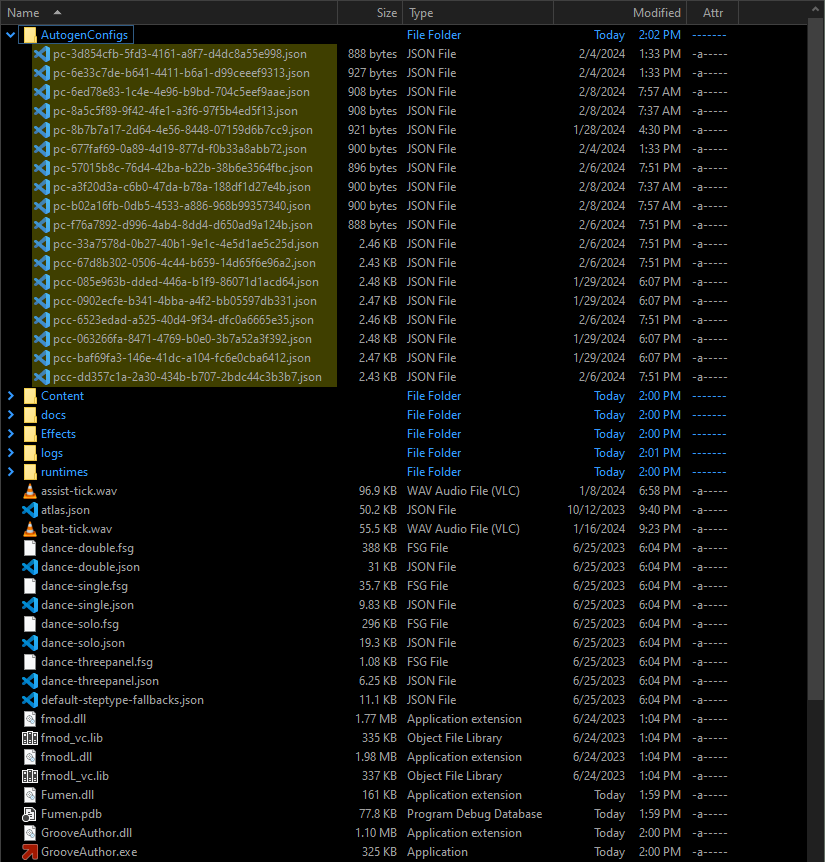 Name Size Type Modified Attr
AutogenConfigs File Folder Today 2:02 PM -------
pc-3d854cfb-5fd3-4161-a8f7-d4dc8a55e998.json 888 bytes JSON File 2/4/2024 1:33 PM -a-----
pc-6e33c7de-b641-4411-b6a1-d99ceeef9313.json 927 bytes JSON File 2/4/2024 1:33 PM -a-----
pc-6ed78e83-1c4e-4e96-b9bd-704c5eef9aae.json 908 bytes JSON File 2/8/2024 7:57 AM -a-----
pc-8a5c5f89-9f42-4fe1-a3f6-97f5b4ed5f13.json 908 bytes JSON File 2/8/2024 7:37 AM -a-----
pc-8b7b7a17-2d64-4e56-8448-07159d6b7cc9.json 921 bytes JSON File 1/28/2024 4:30 PM -a-----
pc-677faf69-0a89-4d19-877d-f0b33a8abb72.json 900 bytes JSON File 2/4/2024 1:33 PM -a-----
pc-57015b8c-76d4-42ba-b22b-38b6e3564fbc.json 896 bytes JSON File 2/6/2024 7:51 PM -a-----
pc-a3f20d3a-c6b0-47da-b78a-188df1d27e4b.json 900 bytes JSON File 2/8/2024 7:37 AM -a-----
pc-b02a16fb-0db5-4533-a886-968b99357340.json 900 bytes JSON File 2/8/2024 7:57 AM -a-----
pc-f76a7892-d996-4ab4-8dd4-d650ad9a124b.json 888 bytes JSON File 2/6/2024 7:51 PM -a-----
pcc-33a7578d-0b27-40b1-9e1c-4e5d1ae5c25d.json 2.46 KB JSON File 2/6/2024 7:51 PM -a-----
pcc-67d8b302-0506-4c44-b659-14d65f6e96a2.json 2.43 KB JSON File 2/6/2024 7:51 PM -a-----
pcc-085e963b-dded-446a-b1f9-86071d1acd64.json 2.48 KB JSON File 1/29/2024 6:07 PM -a-----
pcc-0902ecfe-b341-4bba-a4f2-bb05597db331.json 2.47 KB JSON File 1/29/2024 6:07 PM -a-----
pcc-6523edad-a525-40d4-9f34-dfc0a6665e35.json 2.46 KB JSON File 2/6/2024 7:51 PM -a-----
pcc-063266fa-8471-4769-b0e0-3b7a52a3f392.json 2.48 KB JSON File 1/29/2024 6:07 PM -a-----
pcc-baf69fa3-146e-41dc-a104-fc6e0cba6412.json 2.47 KB JSON File 1/29/2024 6:07 PM -a-----
pcc-dd357c1a-2a30-434b-b707-2bdc44c3b3b7.json 2.43 KB JSON File 2/6/2024 7:51 PM -a-----
Content File Folder Today 2:00 PM -------
docs File Folder Today 2:00 PM -------
Effects File Folder Today 2:00 PM -------
logs File Folder Today 2:01 PM -------
runtimes File Folder Today 2:00 PM -------
assist-tick.wav 96.9 KB WAV Audio File (VLC) 1/8/2024 6:58 PM -a-----
atlas.json 50.2 KB JSON File 10/12/2023 9:40 PM -a-----
beat-tick.wav 55.5 KB WAV Audio File (VLC) 1/16/2024 9:23 PM -a-----
dance-double.fsg 388 KB FSG File 6/25/2023 6:04 PM -a-----
dance-double.json 31 KB JSON File 6/25/2023 6:04 PM -a-----
dance-single.fsg 35.7 KB FSG File 6/25/2023 6:04 PM -a-----
dance-single.json 9.83 KB JSON File 6/25/2023 6:04 PM -a-----
dance-solo.fsg 296 KB FSG File 6/25/2023 6:04 PM -a-----
dance-solo.json 19.3 KB JSON File 6/25/2023 6:04 PM -a-----
dance-threepanel.fsg 1.08 KB FSG File 6/25/2023 6:04 PM -a-----
dance-threepanel.json 6.25 KB JSON File 6/25/2023 6:04 PM -a-----
default-steptype-fallbacks.json 11.1 KB JSON File 6/25/2023 6:04 PM -a-----
fmod.dll 1.77 MB Application extension 6/24/2023 1:04 PM -a-----
fmod_vc.lib 335 KB Object File Library 6/24/2023 1:04 PM -a-----
fmodL.dll 1.98 MB Application extension 6/24/2023 1:04 PM -a-----
fmodL_vc.lib 337 KB Object File Library 6/24/2023 1:04 PM -a-----
Fumen.dll 161 KB Application extension Today 1:59 PM -a-----
Fumen.pdb 77.8 KB Program Debug Database Today 1:59 PM -a-----
GrooveAuthor.dll 1.10 MB Application extension Today 2:00 PM -a-----
GrooveAuthor.exe 325 KB Application Today 2:00 PM -a-----